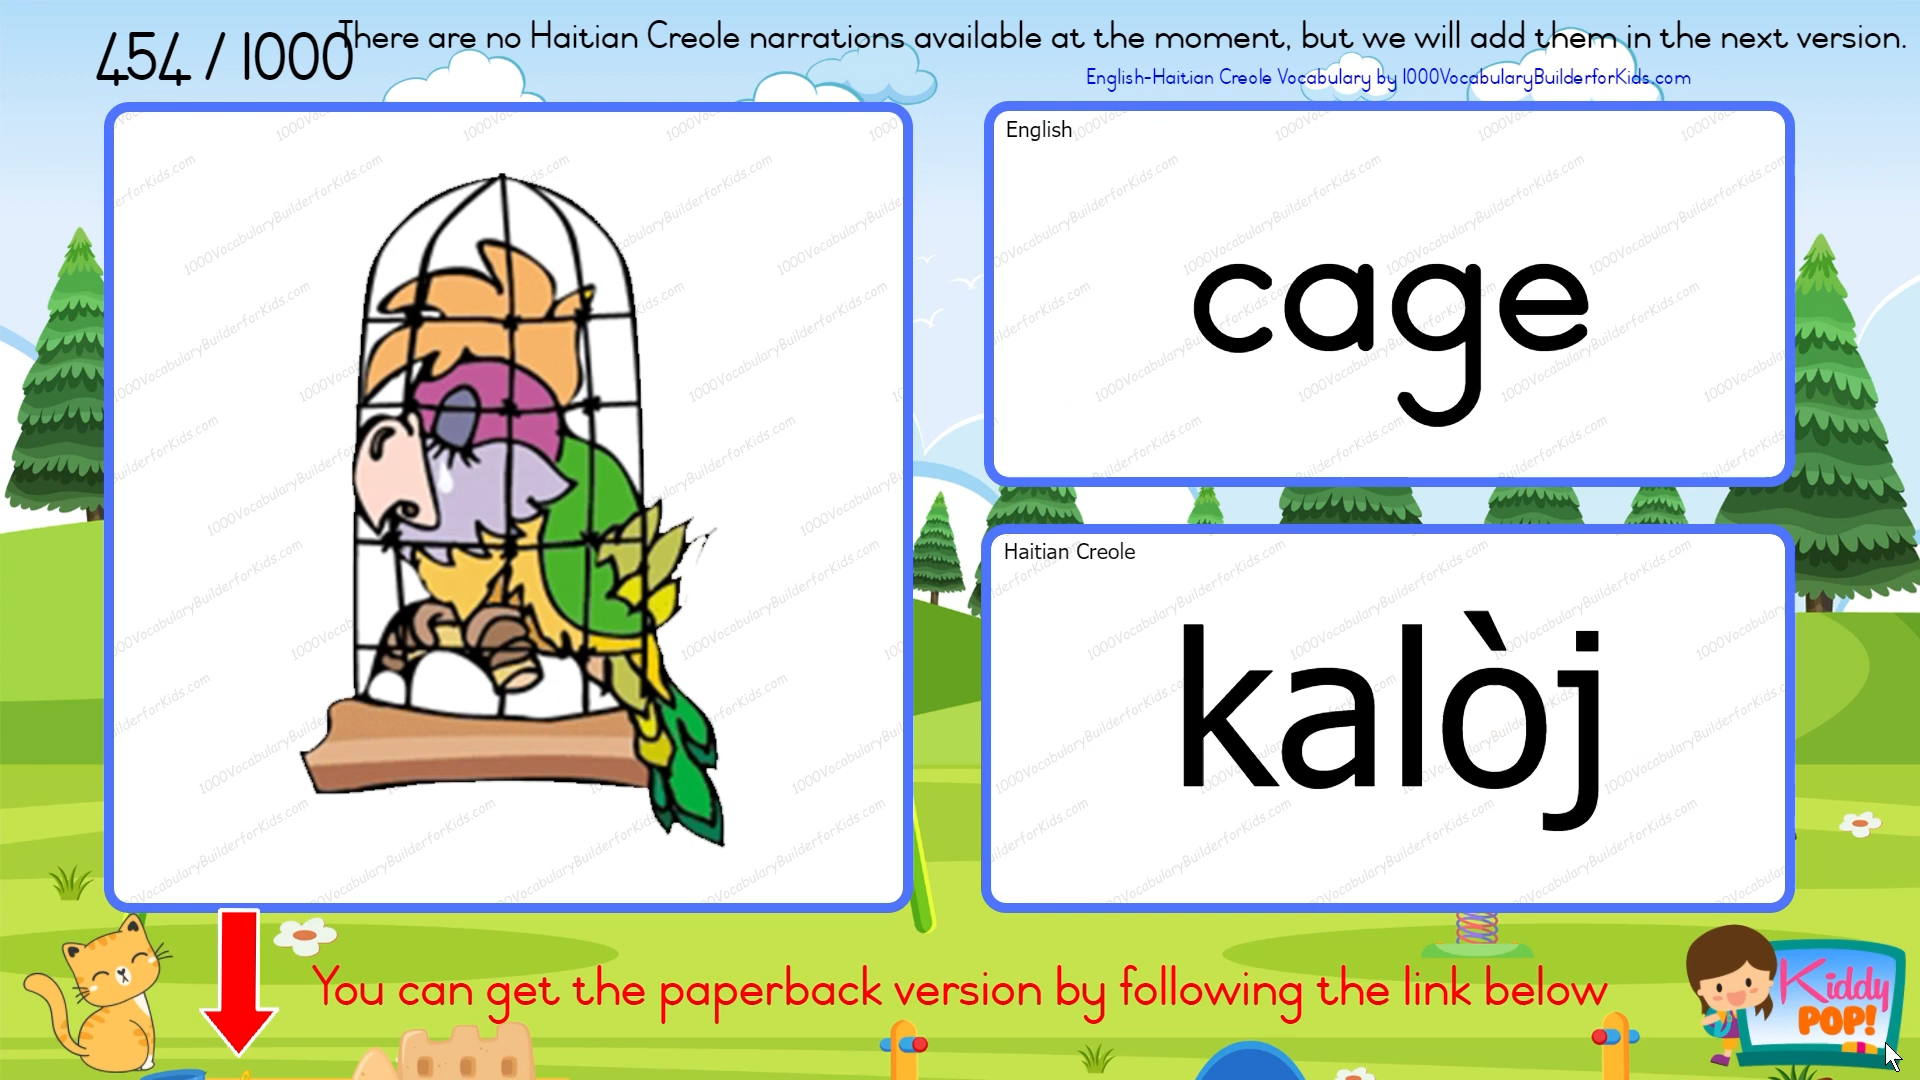 454 / 1000
There are no Haitian Creole narrations available at the moment, but we will add them in the next version.
English-Haitian Creole Vocabulary by 1000VocabularyBuilderforKids.com
English
cage
Haitian Creole
kalòj
You can get the paperback version by following the link below
Kiddy
POP!
1000VocabularyBuilderforKids.com